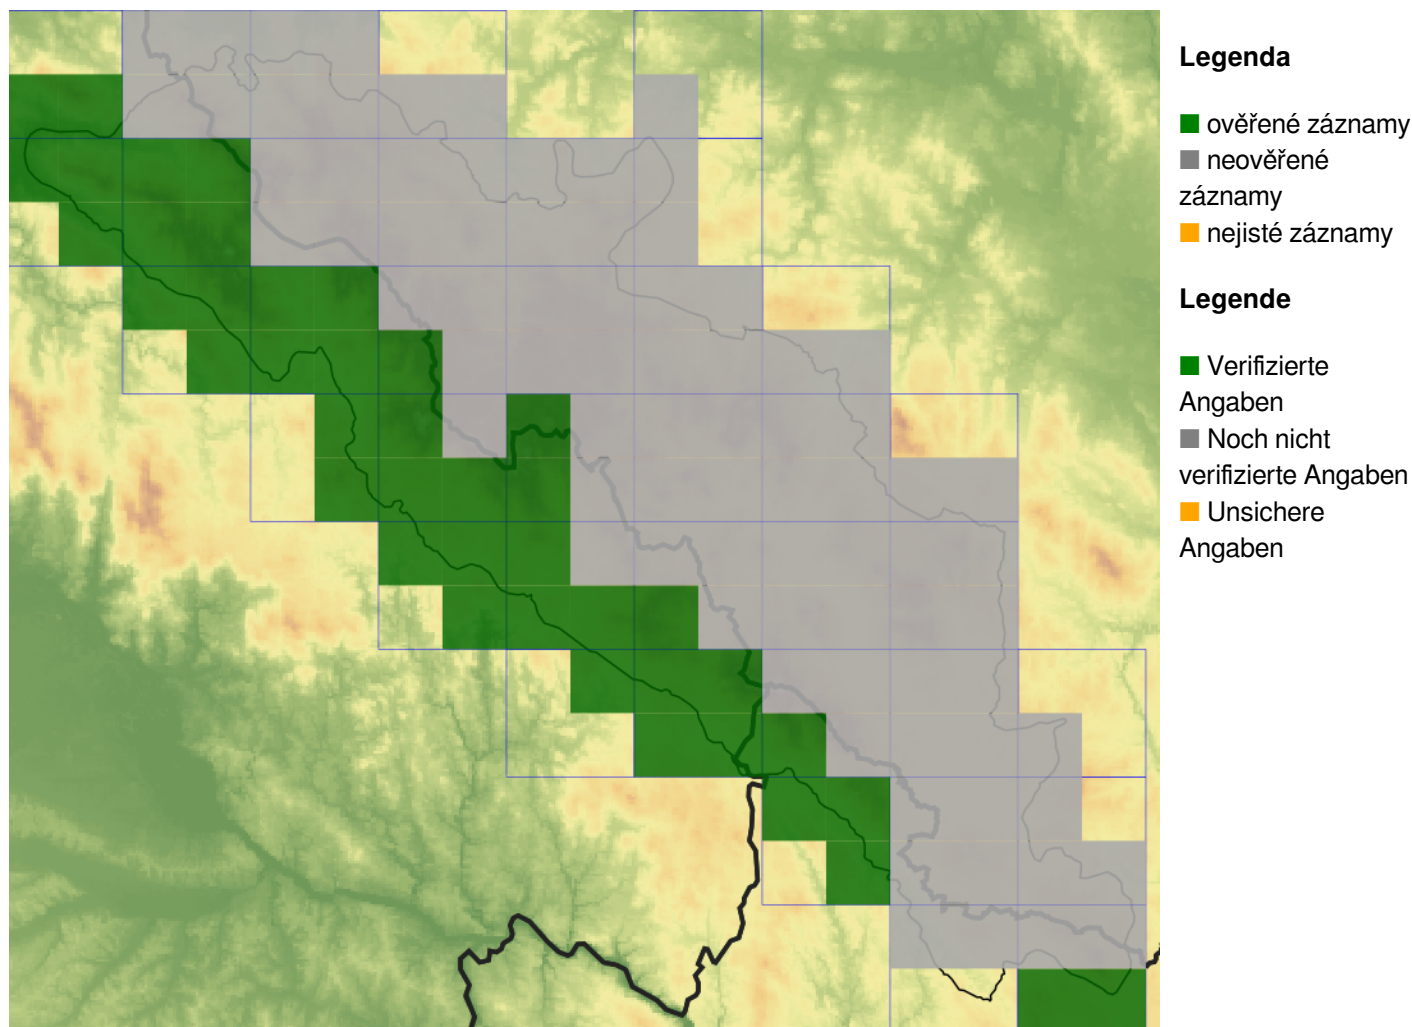 Legenda
ověřené záznamy
neověřené
záznamy
nejisté záznamy
Legende
Verifizierte
Angaben
Noch nicht
verifizierte Angaben
Unsichere
Angaben